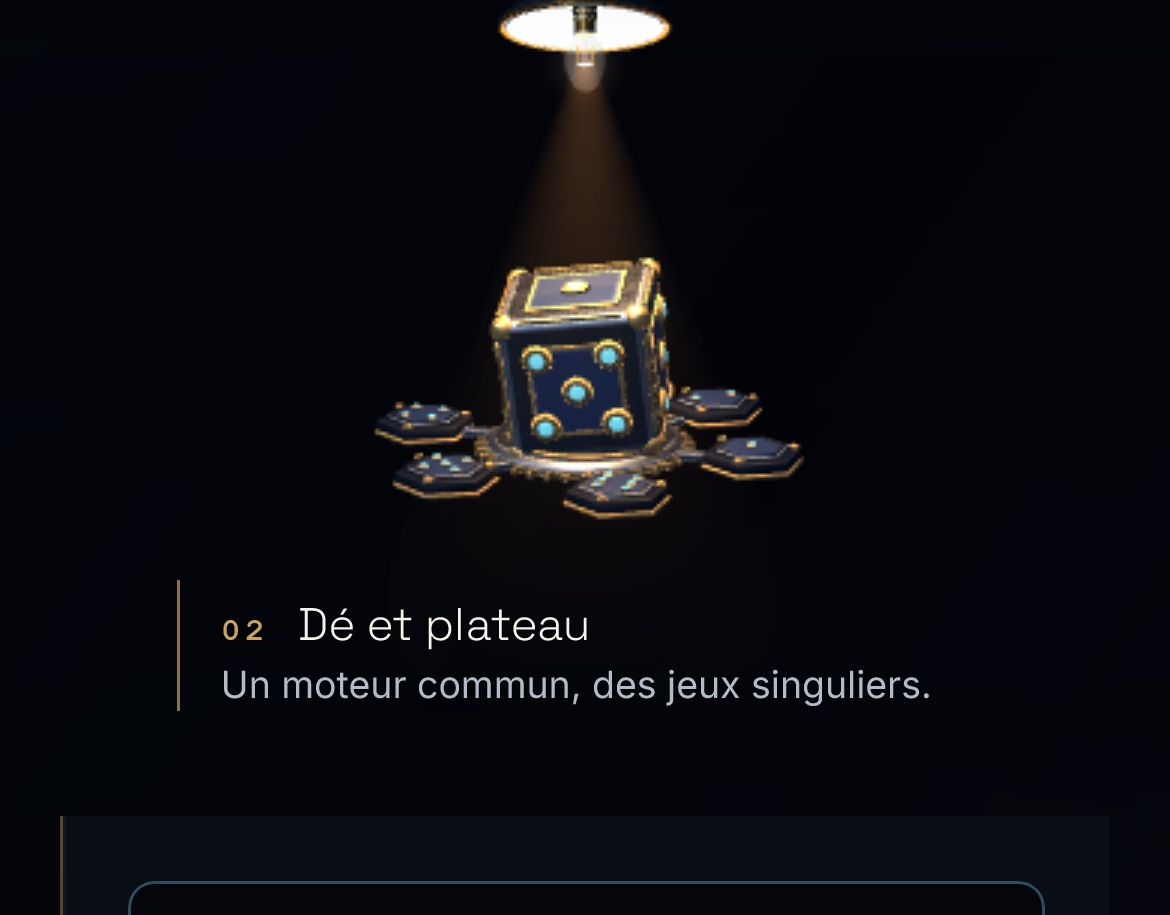 02 Dé et plateau
Un moteur commun, des jeux singuliers.